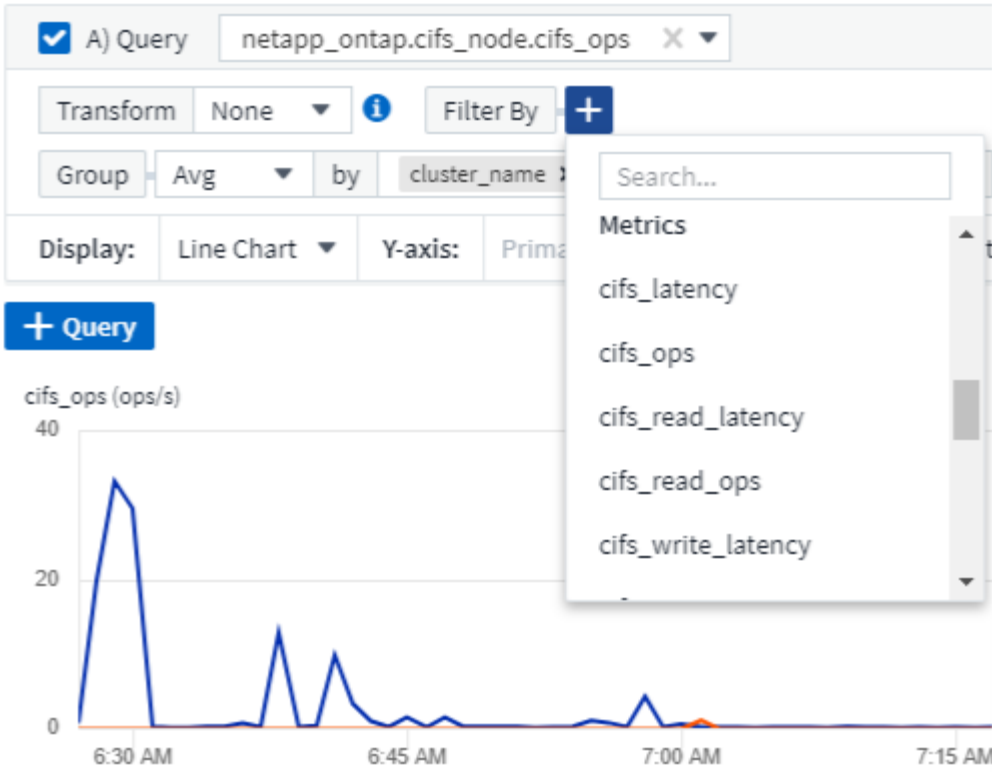 A) Query netapp_ontap.cifs_node.cifs_ops
Transform None Filter By
Group Avg by cluster_name
Search...
Metrics
Display: Line Chart Y-axis:
cifs_latency
cifs_ops
cifs_read_latency
cifs_read_ops
cifs_write_latency
+ Query
cifs_ops (ops/s)
40
20
0
6:30 AM 6:45 AM 7:00 AM 7:15 AM